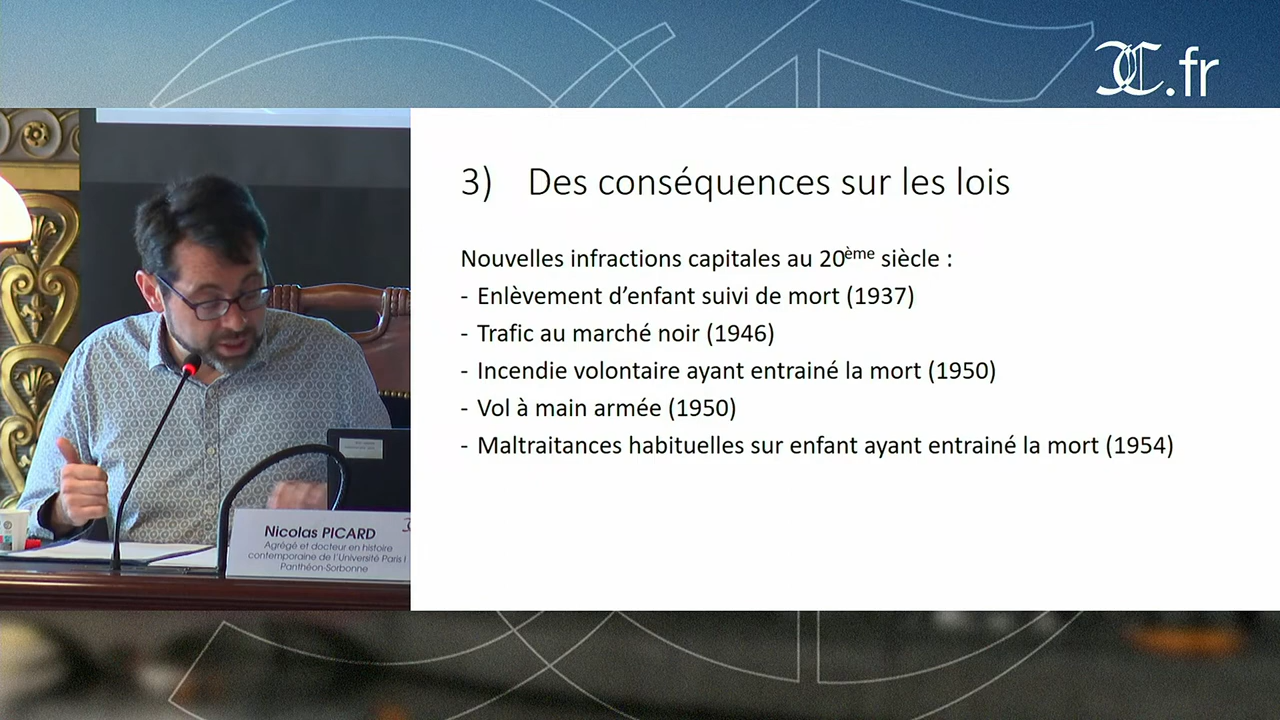 .fr
3) Des conséquences sur les lois
Nouvelles infractions capitales au 20ème siècle :
- Enlèvement d’enfant suivi de mort (1937)
- Trafic au marché noir (1946)
- Incendie volontaire ayant entrainé la mort (1950)
- Vol à main armée (1950)
- Maltraitances habituelles sur enfant ayant entrainé la mort (1954)
Nicolas PICARD
Agrégé et docteur en histoire
contemporaine de l'Université Paris I
Panthéon-Sorbonne